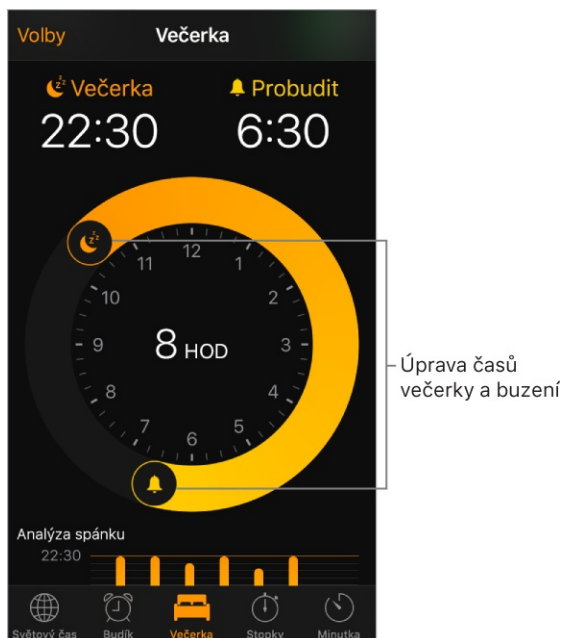 Volby
Večerka
Večerka
Probudit
22:30
6:30
12
1
2
3
4
5
6
7
8
9
10
11
8 HOD
Úprava časů
večerky a buzení
Analýza spánku
22:30
Světový čas
Budík
Večerka
Stopky
Minutka